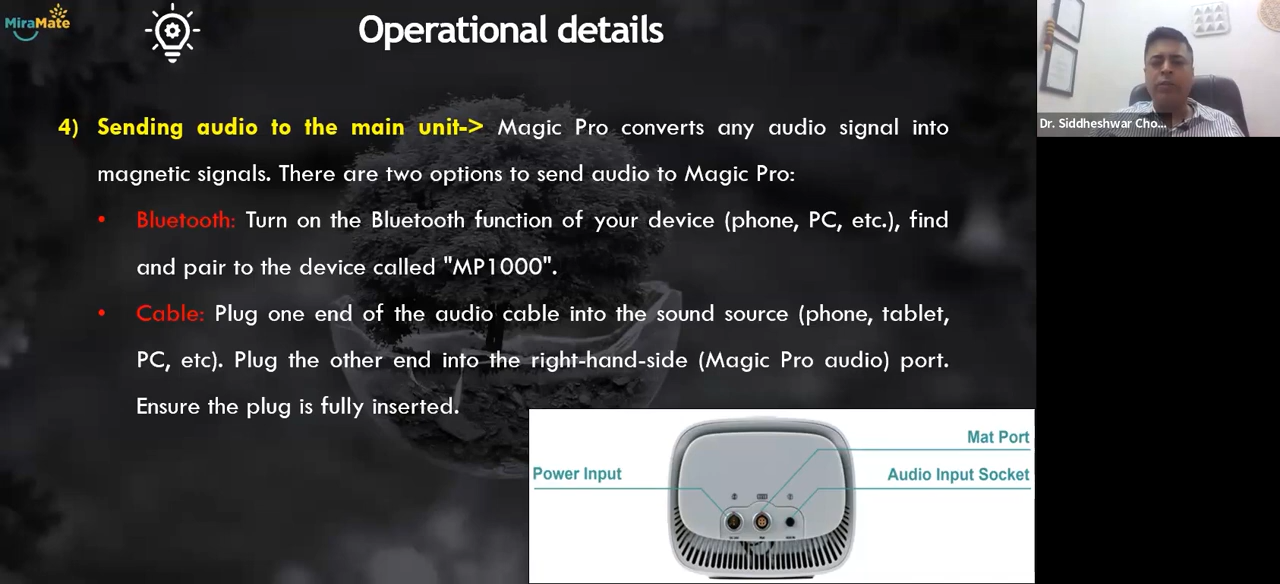 MiraMate
Operational details
Dr. Siddheshwar Cho...
4) Sending audio to the main unit-> Magic Pro converts any audio signal into
magnetic signals. There are two options to send audio to Magic Pro:
• Bluetooth: Turn on the Bluetooth function of your device (phone, PC, etc.), find
and pair to the device called "MP1000".
• Cable: Plug one end of the audio cable into the sound source (phone, tablet,
PC, etc). Plug the other end into the right-hand-side (Magic Pro audio) port.
Ensure the plug is fully inserted.
Mat Port
Power Input
Audio Input Socket